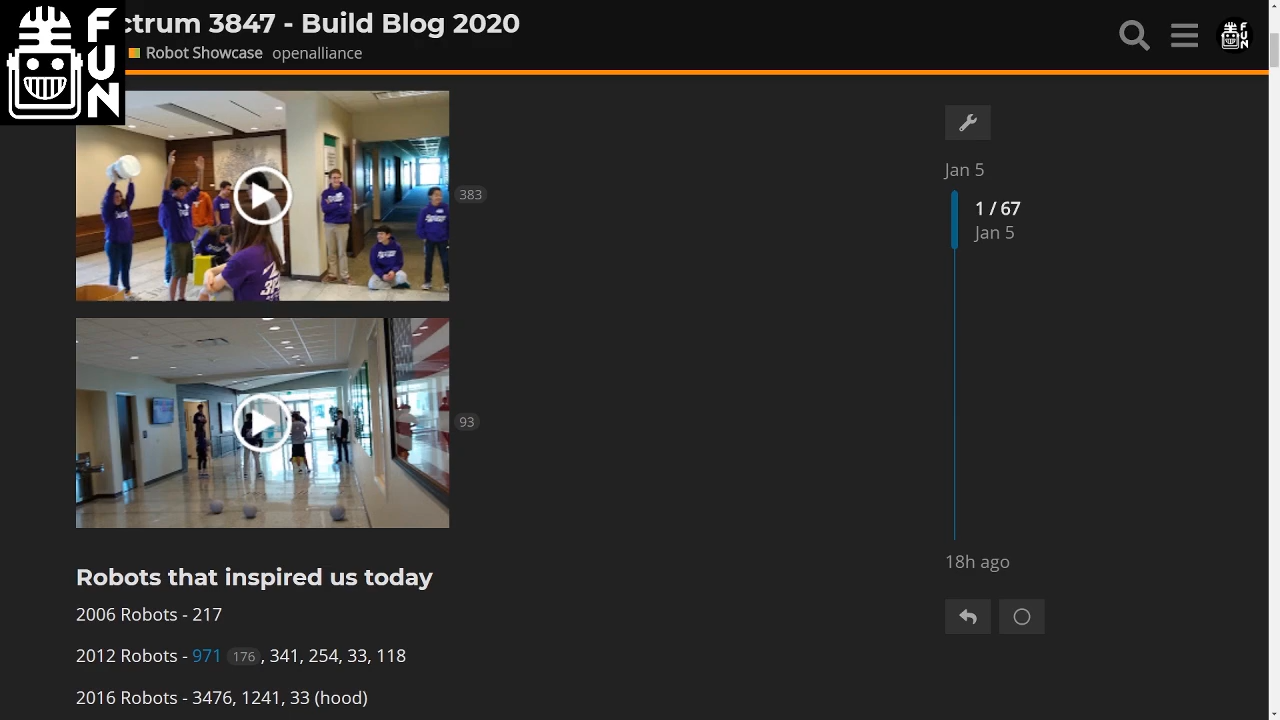 ctrum 3847 - Build Blog 2020
Robot Showcase openalliance
FUN
FUN
383
Jan 5
1 / 67
Jan 5
93
18h ago
Robots that inspired us today
2006 Robots - 217
2012 Robots - 971 176 , 341, 254, 33, 118
2016 Robots - 3476, 1241, 33 (hood)